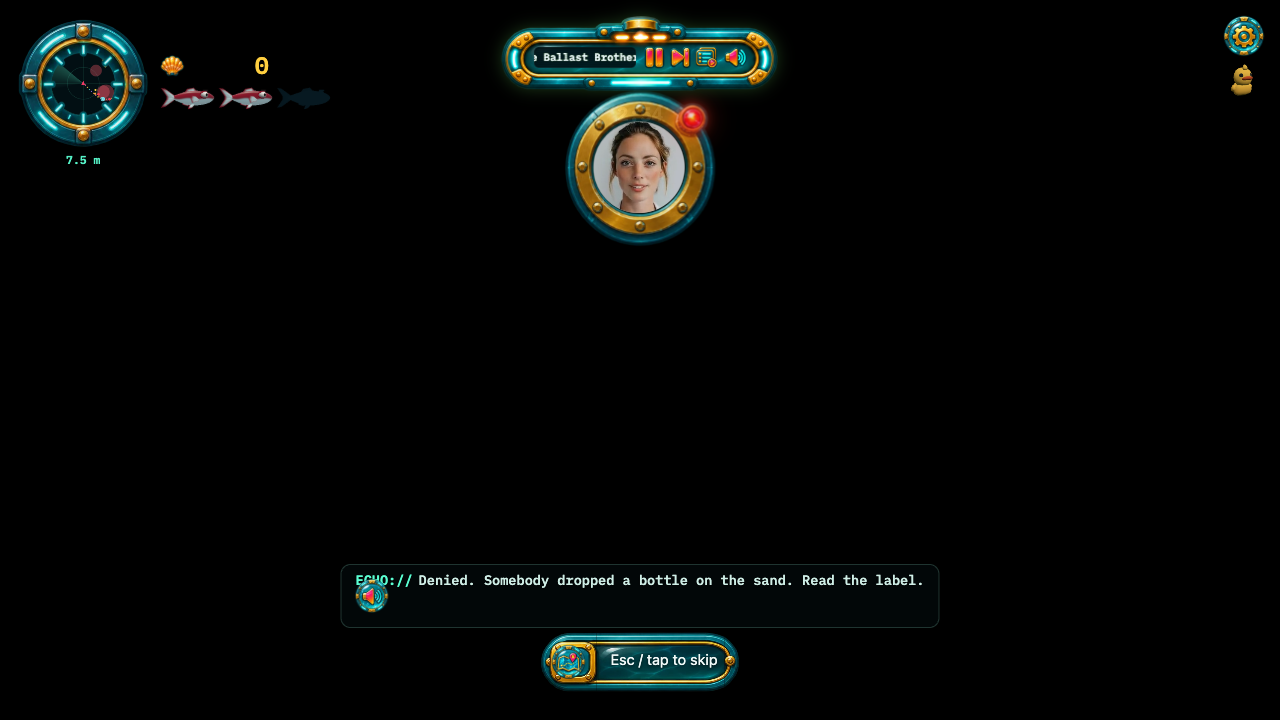 0
7.5 m
Ballast Brother
ECHO:// Denied. Somebody dropped a bottle on the sand. Read the label.
Esc / tap to skip